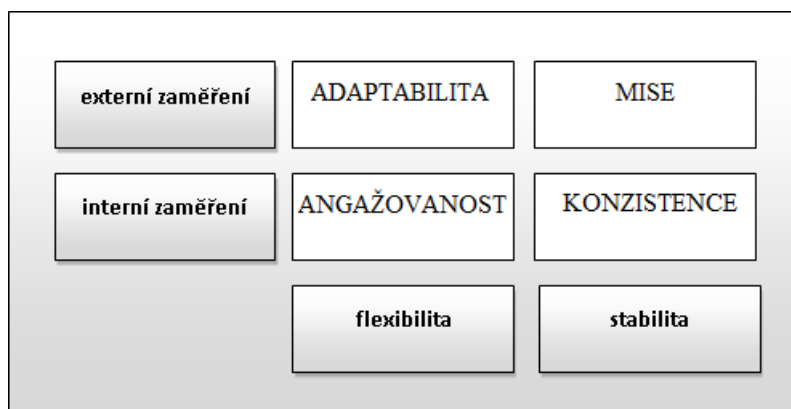 externí zaměření ADAPTABILITA MISE
interní zaměření ANGAŽOVANOST KONZISTENCE
flexibilita stabilita